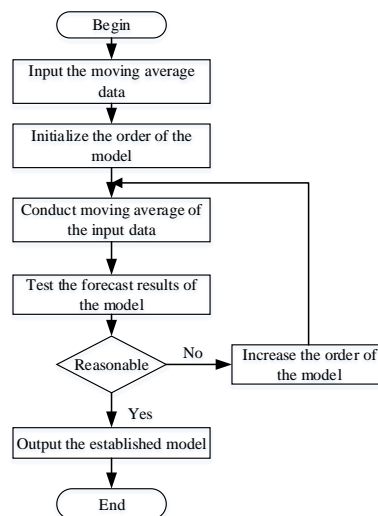 Begin
Input the moving average
data
Initialize the order of the
model
Conduct moving average of
the input data
Test the forecast results of
the model
Reasonable
No
Increase the order of
the model
Yes
Output the established model
End